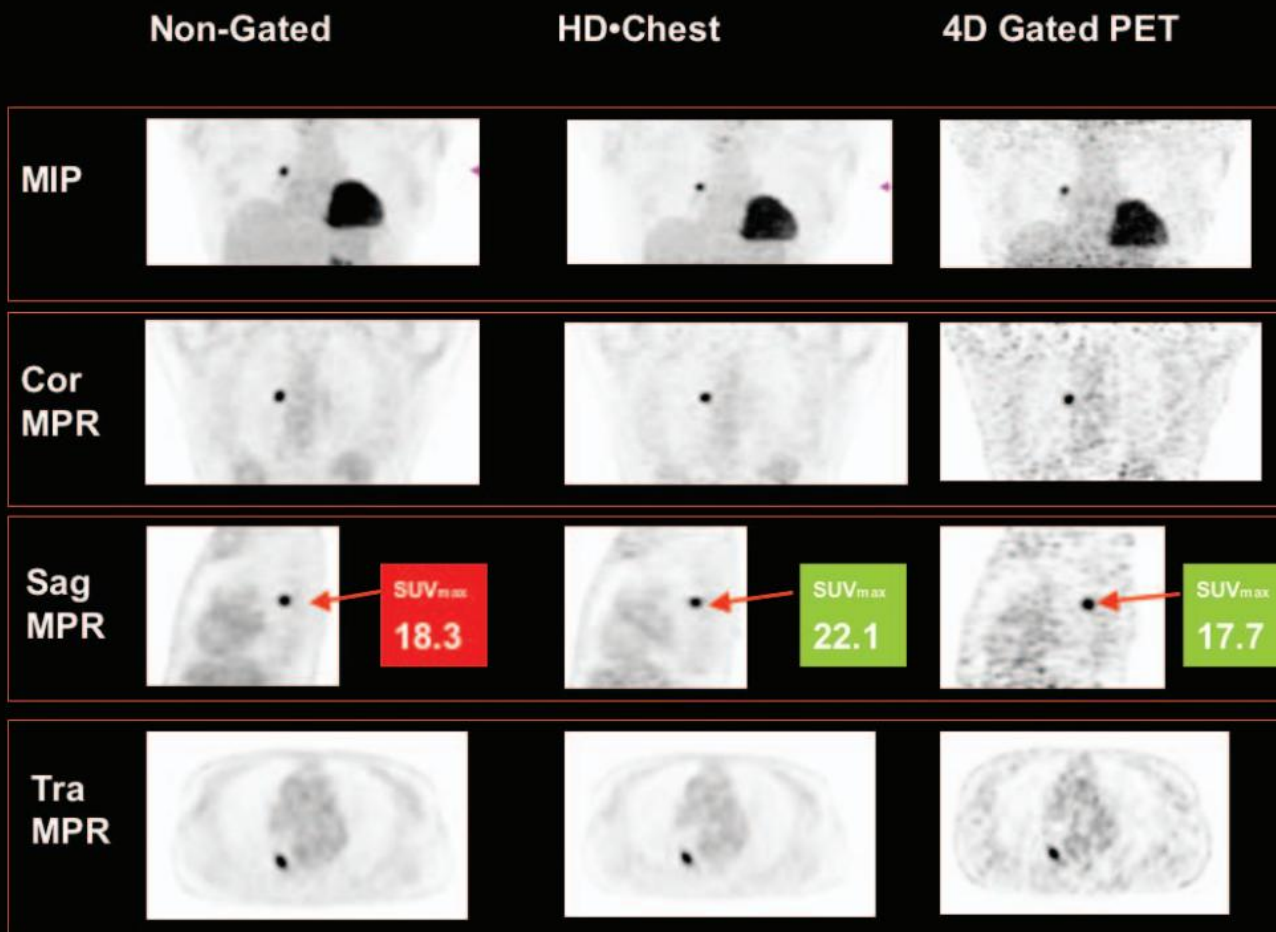 Non-Gated HD•Chest 4D Gated PET
MIP
Cor
MPR
Sag
MPR
SUVmax
18.3
SUVmax
22.1
SUVmax
17.7
Tra
MPR